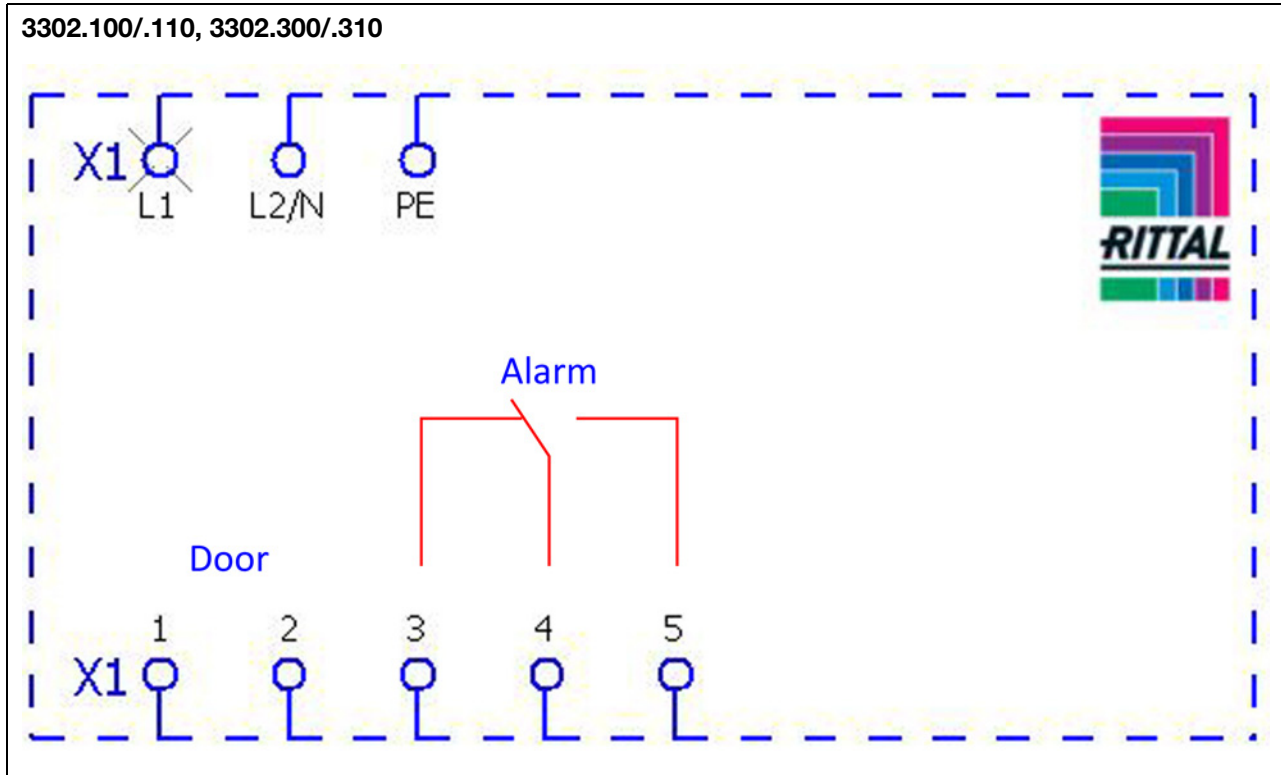 3302.100/.110, 3302.300/.310
X1
L1 L2/N PE
RITTAL
Alarm
Door
1 2 3 4 5
X1